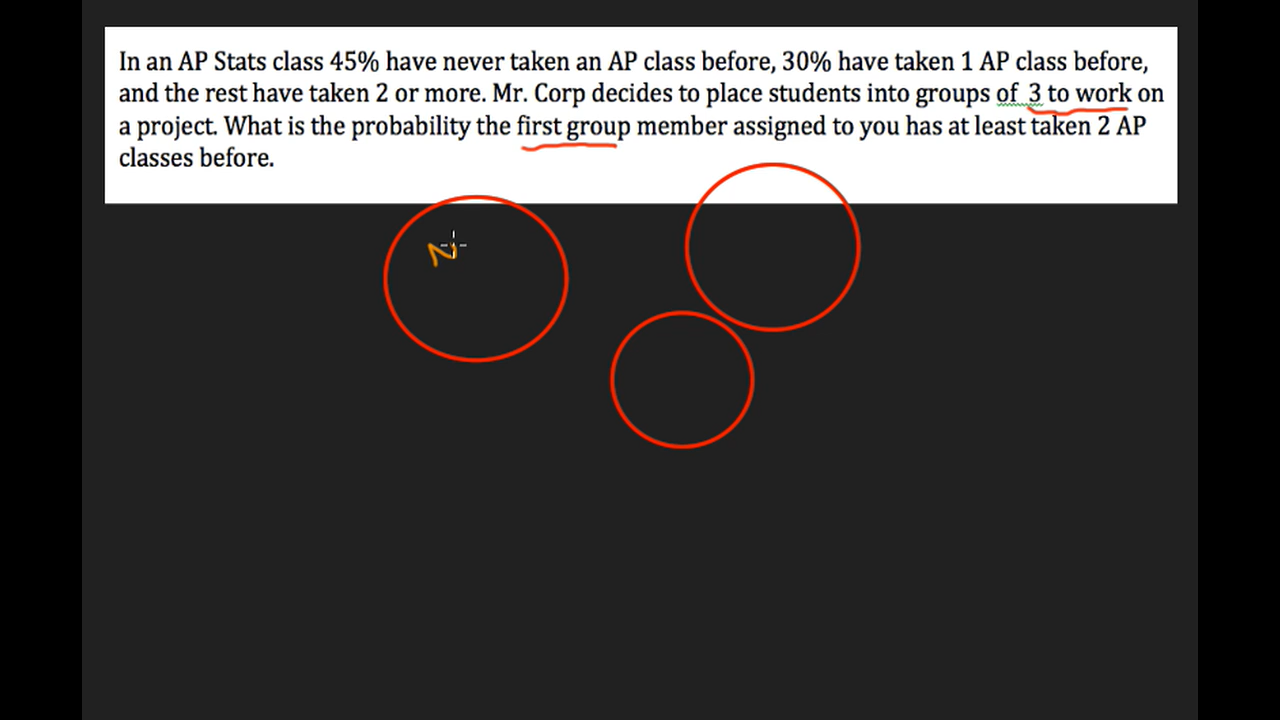 In an AP Stats class 45% have never taken an AP class before, 30% have taken 1 AP class before,
and the rest have taken 2 or more. Mr. Corp decides to place students into groups of 3 to work on
a project. What is the probability the first group member assigned to you has at least taken 2 AP
classes before.
N